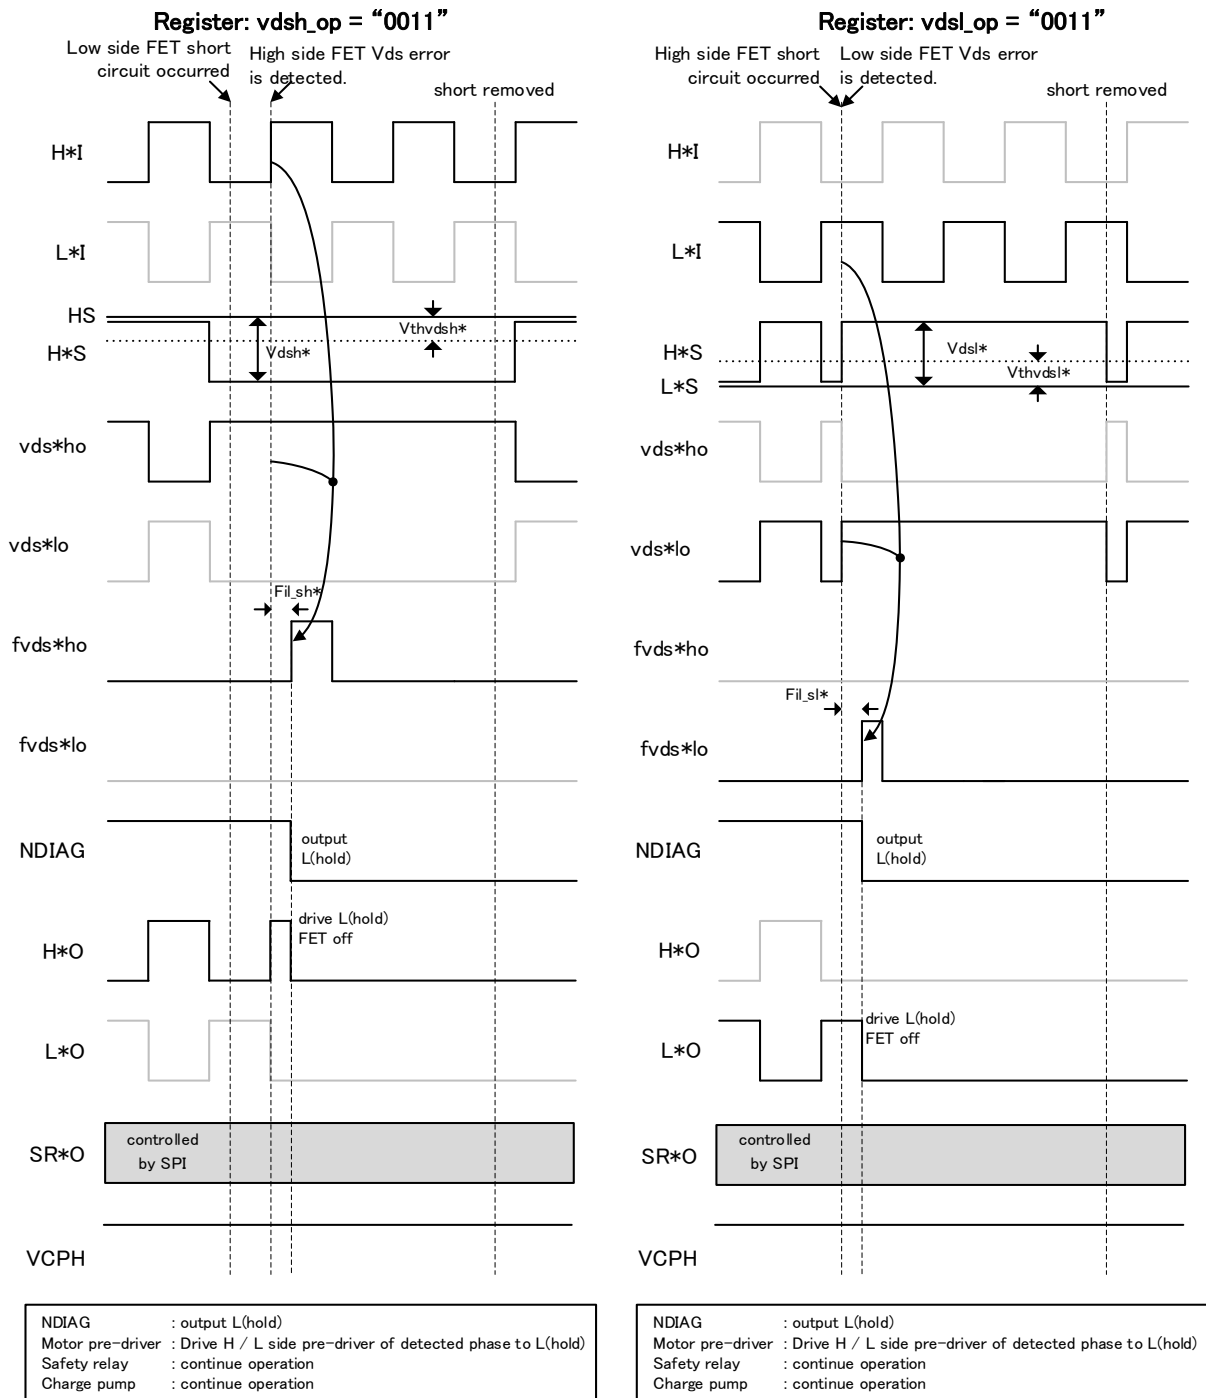 Register: vdsh_op = “0011”
Low side FET short
circuit occurred
High side FET Vds error
is detected.
short removed
H*I
L*I
HS
Vthvdsh*
H*S
Vdsh*
vds*ho
vds*lo
Fil_sh*
fvds*ho
fvds*lo
NDIAG
output
L(hold)
H*O
drive L(hold)
FET off
L*O
SR*O
controlled
by SPI
VCPH
NDIAG : output L(hold)
Motor pre-driver : Drive H / L side pre-driver of detected phase to L(hold)
Safety relay : continue operation
Charge pump : continue operation
Register: vdsl_op = “0011”
High side FET short
circuit occurred
Low side FET Vds error
is detected.
short removed
H*I
L*I
H*S
Vdsl*
Vthvdsl*
L*S
vds*ho
vds*lo
fvds*ho
Fil_sl*
fvds*lo
NDIAG
output
L(hold)
H*O
drive L(hold)
FET off
L*O
SR*O
controlled
by SPI
VCPH
NDIAG : output L(hold)
Motor pre-driver : Drive H / L side pre-driver of detected phase to L(hold)
Safety relay : continue operation
Charge pump : continue operation